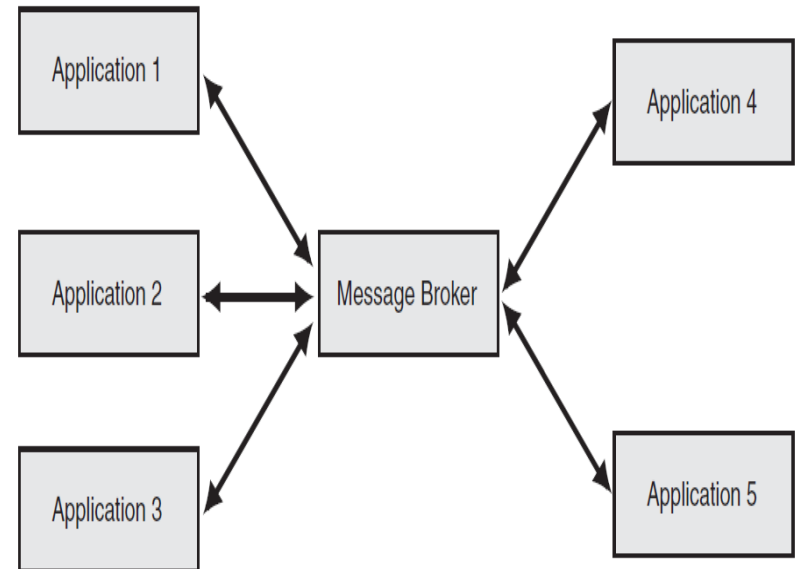 Application 1
Application 4
Application 2
Message Broker
Application 3
Application 5